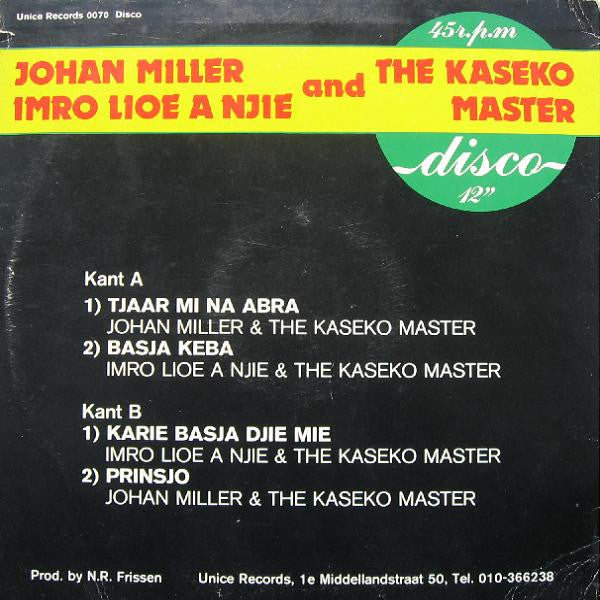 Unice Records 0070 Disco
45 r.p.m
JOHAN MILLER
IMRO LIOE A NJIE
and
THE KASEKO
MASTER
disco
12"
Kant A
1) TJAAR MI NA ABRA
JOHAN MILLER & THE KASEKO MASTER
2) BASJA KEBA
IMRO LIOE A NJIE & THE KASEKO MASTER
Kant B
1) KARIE BASJA DJIE MIE
IMRO LIOE A NJIE & THE KASEKO MASTER
2) PRINSJO
JOHAN MILLER & THE KASEKO MASTER
Prod. by N.R. Frissen Unice Records, 1e Middellandstraat 50, Tel. 010-366238